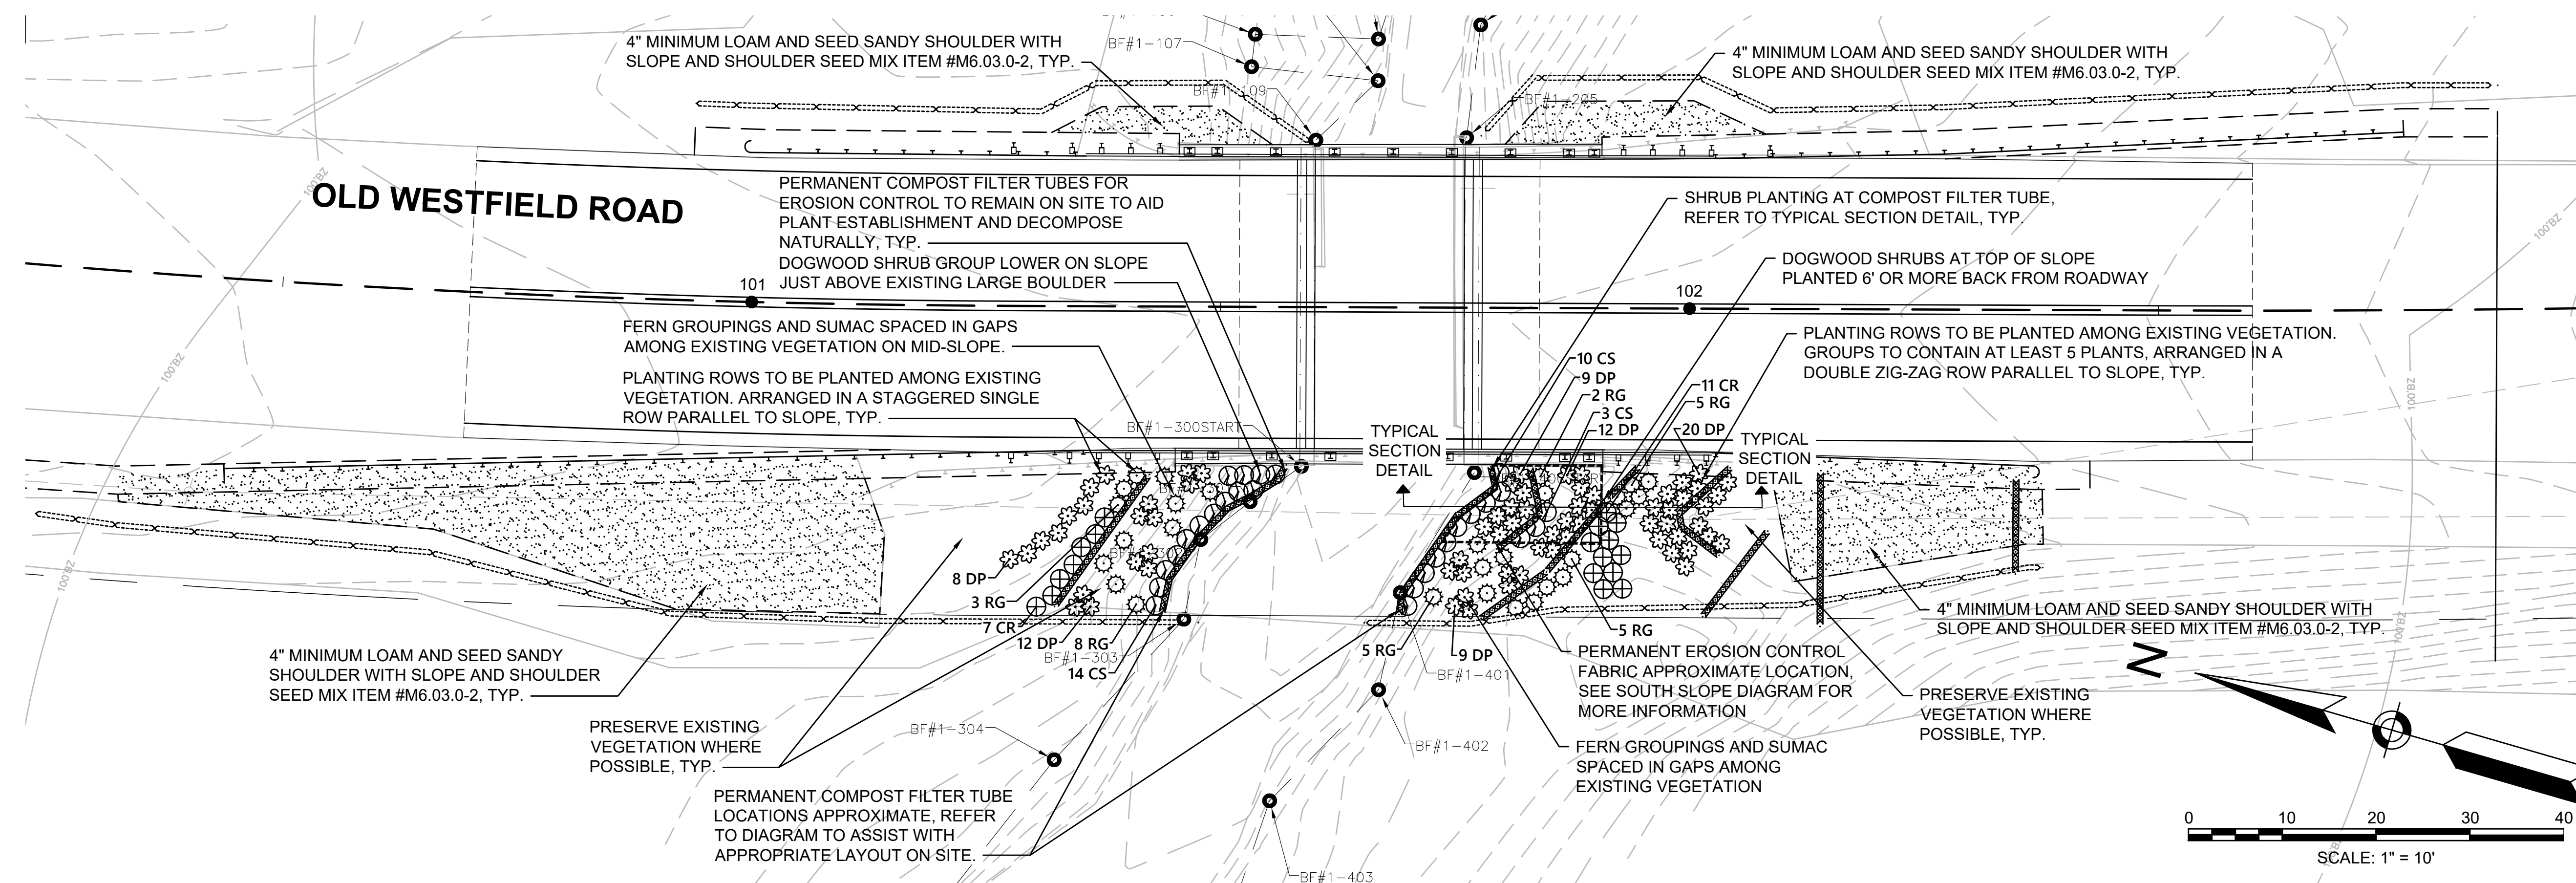 4" MINIMUM LOAM AND SEED SANDY SHOULDER WITH
SLOPE AND SHOULDER SEED MIX ITEM #M6.03.0-2, TYP.
BF#1-107
BF#1-109
BF#1-205
4" MINIMUM LOAM AND SEED SANDY SHOULDER WITH
SLOPE AND SHOULDER SEED MIX ITEM #M6.03.0-2, TYP.
100'BZ
OLD WESTFIELD ROAD
PERMANENT COMPOST FILTER TUBES FOR
EROSION CONTROL TO REMAIN ON SITE TO AID
PLANT ESTABLISHMENT AND DECOMPOSE
NATURALLY, TYP.
DOGWOOD SHRUB GROUP LOWER ON SLOPE
JUST ABOVE EXISTING LARGE BOULDER
101
SHRUB PLANTING AT COMPOST FILTER TUBE,
REFER TO TYPICAL SECTION DETAIL, TYP.
100'BZ
DOGWOOD SHRUBS AT TOP OF SLOPE
PLANTED 6' OR MORE BACK FROM ROADWAY
102
FERN GROUPINGS AND SUMAC SPACED IN GAPS
AMONG EXISTING VEGETATION ON MID-SLOPE.
PLANTING ROWS TO BE PLANTED AMONG EXISTING VEGETATION.
GROUPS TO CONTAIN AT LEAST 5 PLANTS, ARRANGED IN A
DOUBLE ZIG-ZAG ROW PARALLEL TO SLOPE, TYP.
100'BZ
PLANTING ROWS TO BE PLANTED AMONG EXISTING
VEGETATION. ARRANGED IN A STAGGERED SINGLE
ROW PARALLEL TO SLOPE, TYP.
10 CS
9 DP
2 RG
3 CS
12 DP
11 CR
5 RG
20 DP
100'BZ
BF#1-300START
TYPICAL
SECTION
DETAIL
TYPICAL
SECTION
DETAIL
100'BZ
8 DP
3 RG
7 CR
12 DP
8 RG
BF#1-303
14 CS
5 RG
9 DP
BF#1-401
5 RG
PERMANENT EROSION CONTROL
FABRIC APPROXIMATE LOCATION,
SEE SOUTH SLOPE DIAGRAM FOR
MORE INFORMATION
4" MINIMUM LOAM AND SEED SANDY SHOULDER WITH
SLOPE AND SHOULDER SEED MIX ITEM #M6.03.0-2, TYP.
100'BZ
N
4" MINIMUM LOAM AND SEED SANDY
SHOULDER WITH SLOPE AND SHOULDER
SEED MIX ITEM #M6.03.0-2, TYP.
PRESERVE EXISTING
VEGETATION WHERE
POSSIBLE, TYP.
PRESERVE EXISTING
VEGETATION WHERE
POSSIBLE, TYP.
BF#1-304
BF#1-402
FERN GROUPINGS AND SUMAC
SPACED IN GAPS AMONG
EXISTING VEGETATION
PERMANENT COMPOST FILTER TUBE
LOCATIONS APPROXIMATE, REFER
TO DIAGRAM TO ASSIST WITH
APPROPRIATE LAYOUT ON SITE.
BF#1-403
0 10 20 30 40
SCALE: 1" = 10'
100'BZ